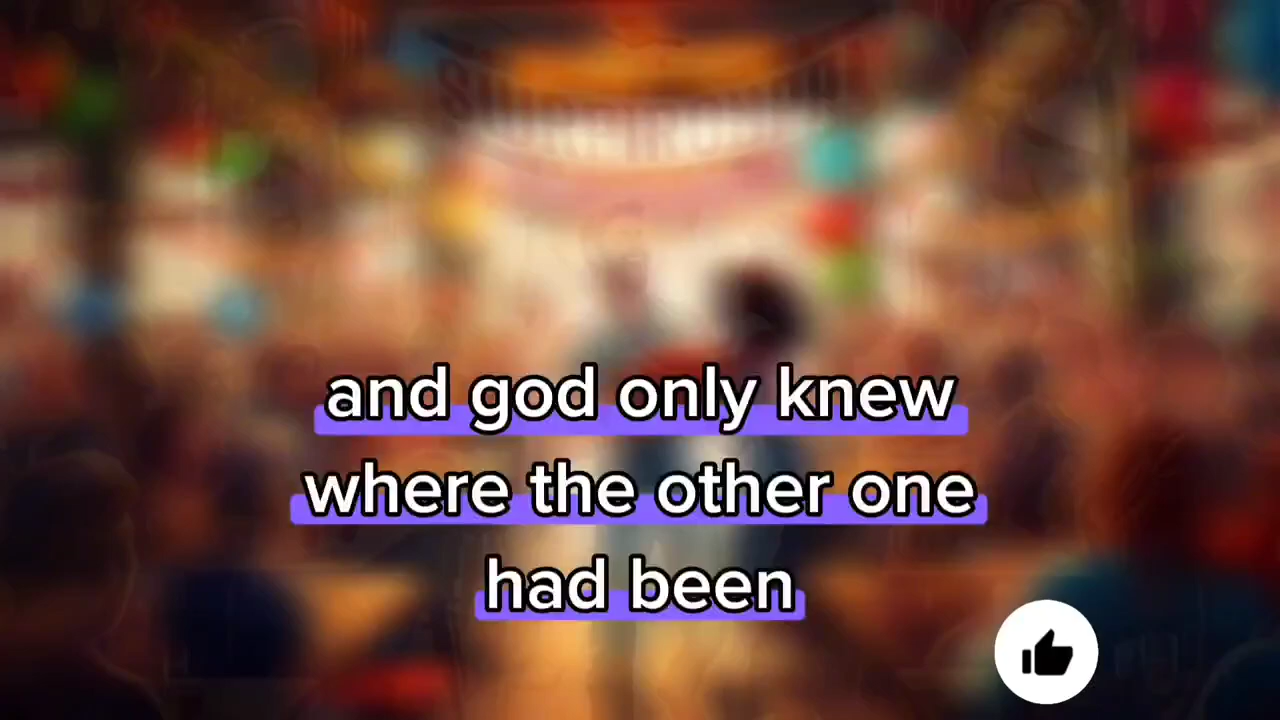 and god only knew
where the other one
had been